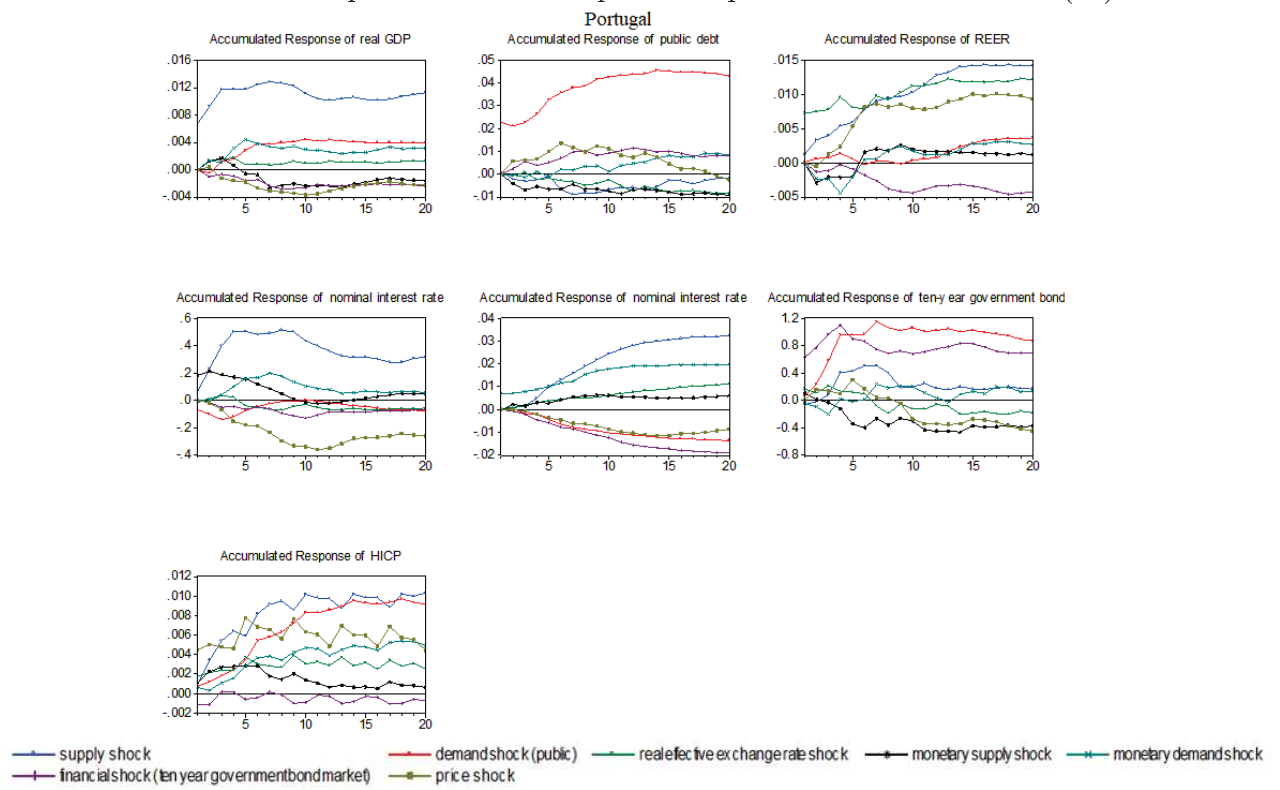 Portugal
Accumulated Response of real GDP Accumulated Response of public debt Accumulated Response of REER
.016 .05 .015
.012 .04 .010
.03
.008 .02 .005
.004 .01
.000 .00 .000
-.004 -.01 -.005
5 10 15 20 5 10 15 20 5 10 15 20
Accumulated Response of nominal interest rate Accumulated Response of nominal interest rate Accumulated Response of ten-year government bond
.6 .04 1.2
.4 .03 0.8
.2 .02 0.4
.01
.0 .00 0.0
-.2 -.01 -0.4
-.4 -.02 -0.8
5 10 15 20 5 10 15 20 5 10 15 20
Accumulated Response of HICP
.012
.010
.008
.006
.004
.002
.000
-.002
5 10 15 20
supply shock demand shock (public) real efective exchange rate shock monetary supply shock monetary demand shock
financial shock (ten year government bond market) price shock